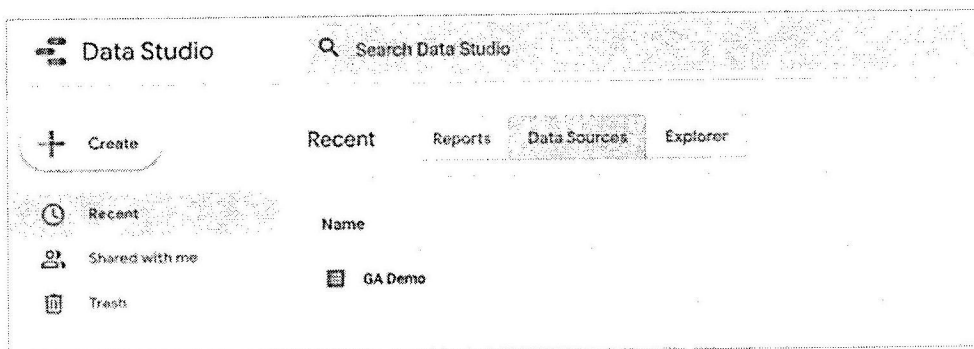 Data Studio
Search Data Studio
Create
Recent Reports Data Sources Explorer
Recent
Shared with me
Trash
Name
GA Demo